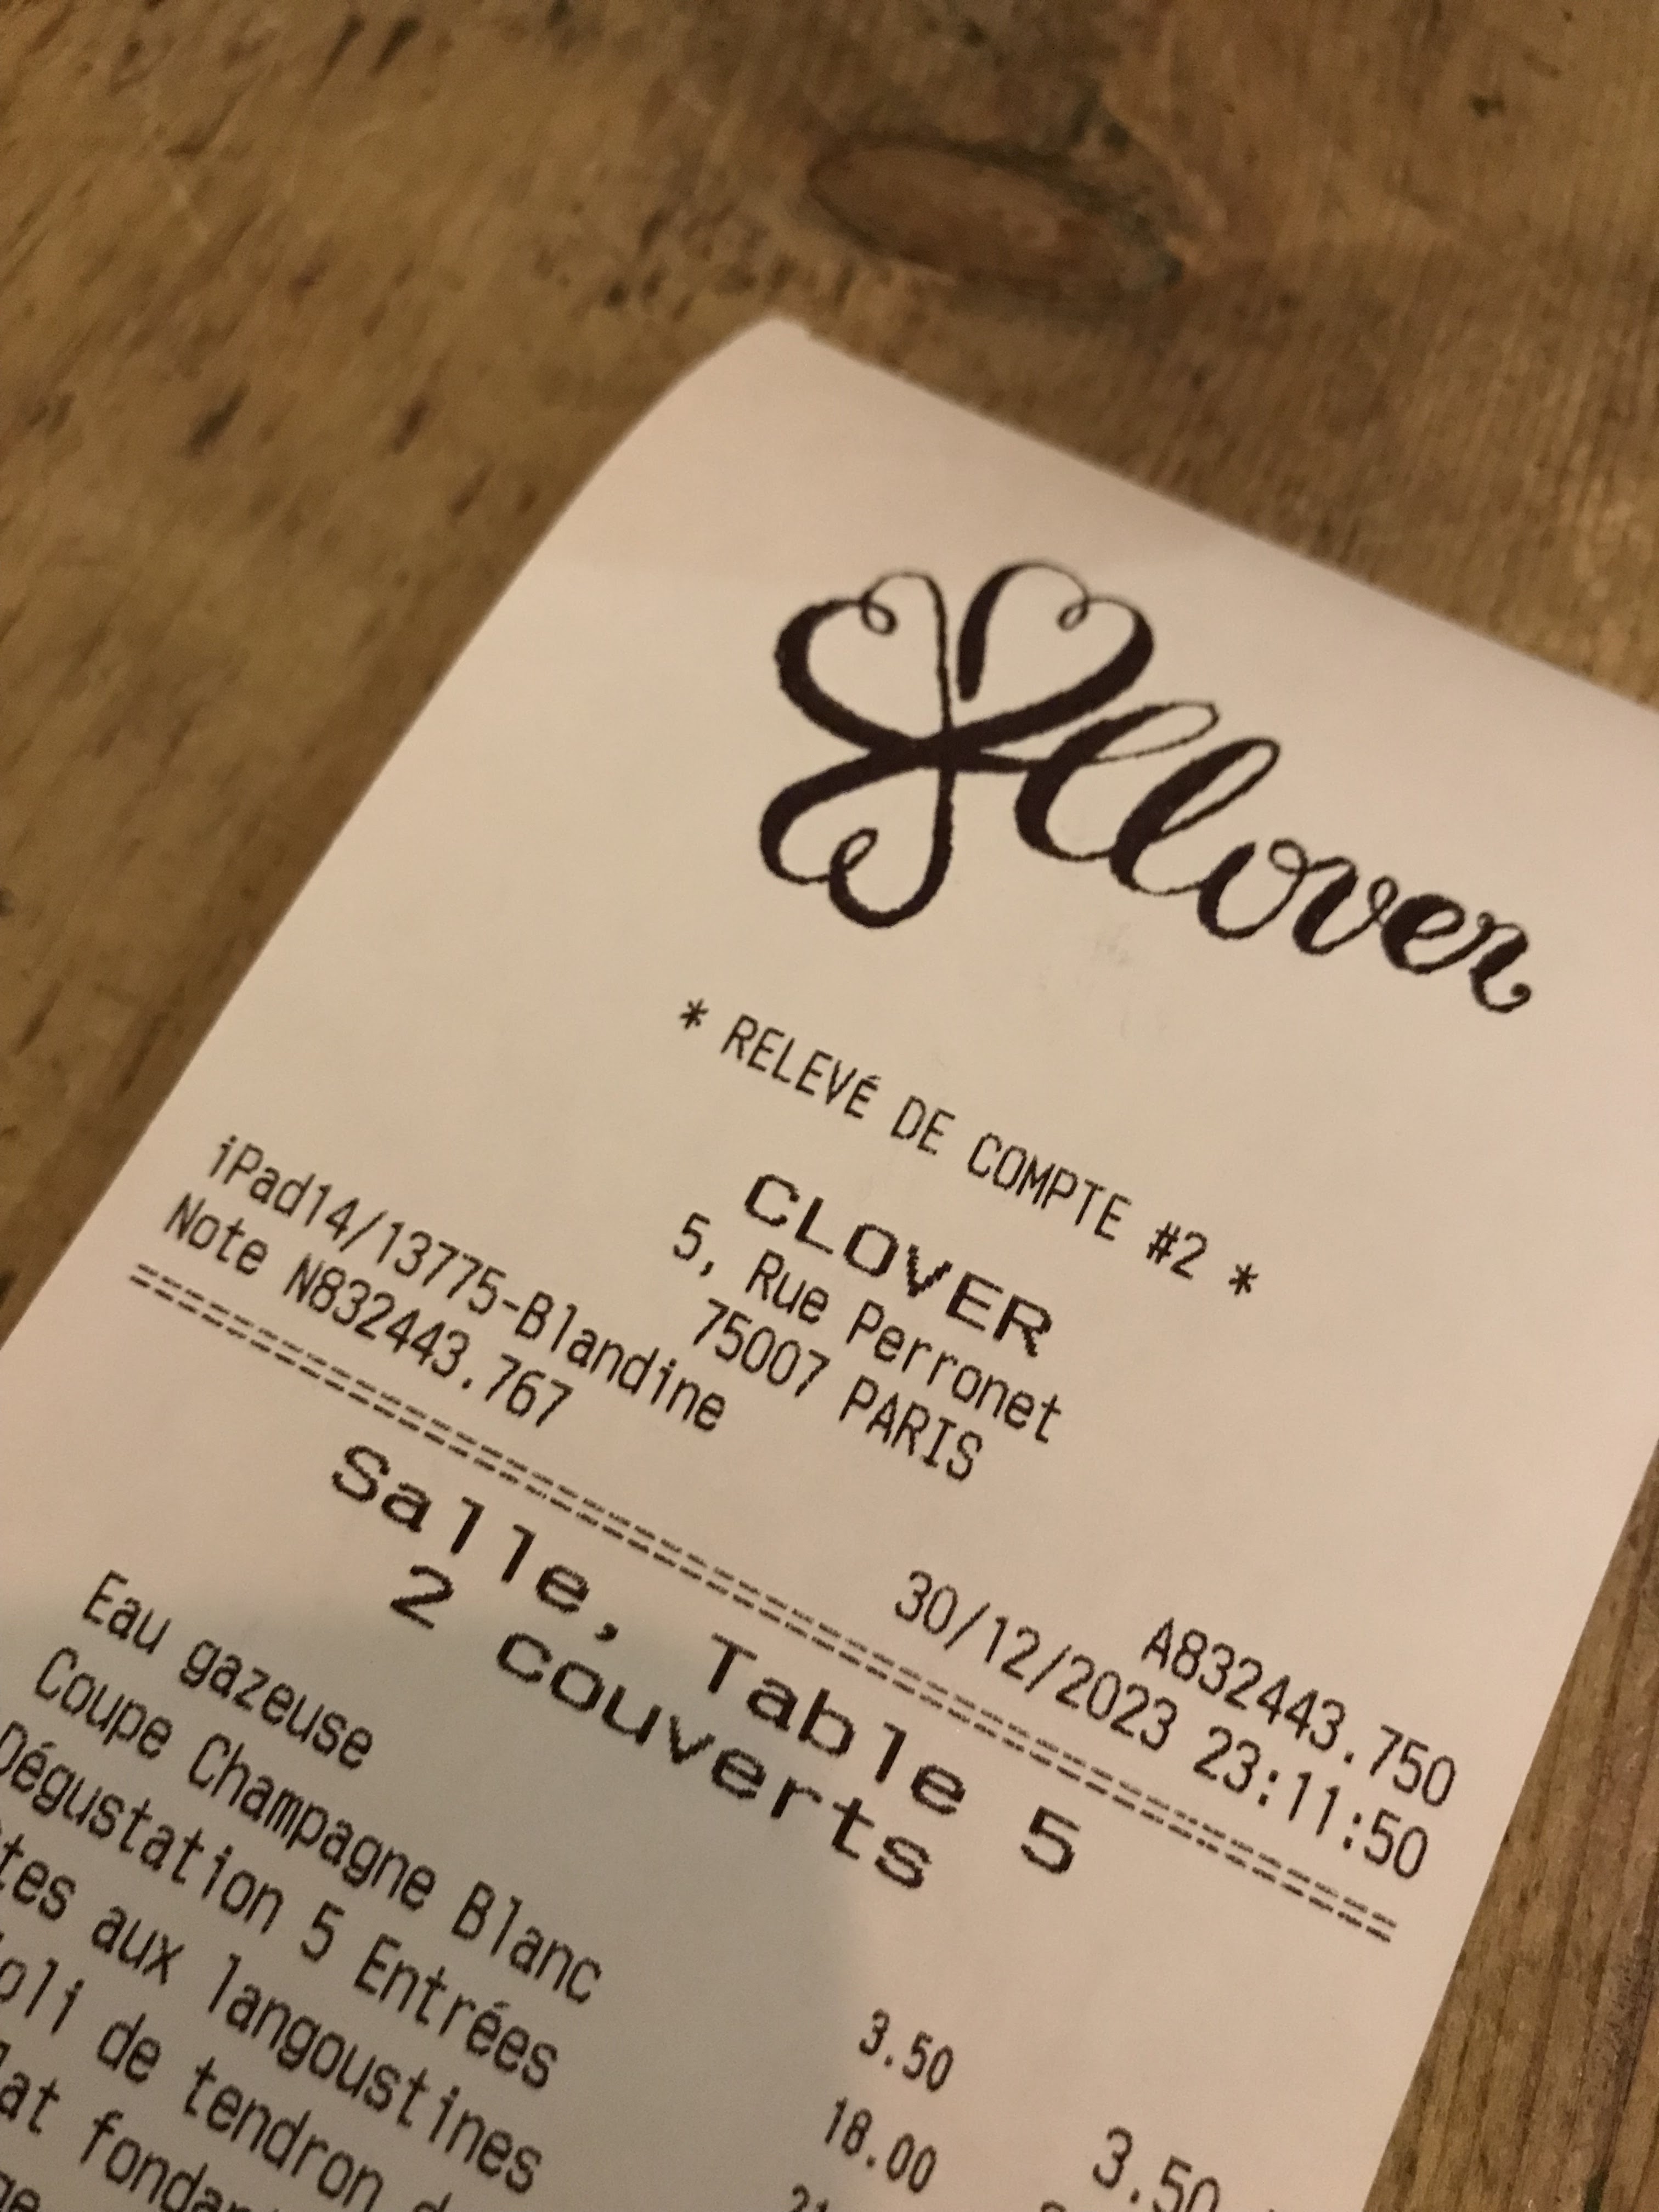 Clover
* RELEVÉ DE COMPTE #2 *
CLOVER
5, Rue Perronet
75007 PARIS
iPad14/13775-Blandine A832443.750
Note N832443.767 30/12/2023 23:11:50
========================================
Salle, Table 5
2 couverts
Eau gazeuse 3.50 3.50
Coupe Champagne Blanc 18.00
Dégustation 5 Entrées
aux langoustines
de tendron